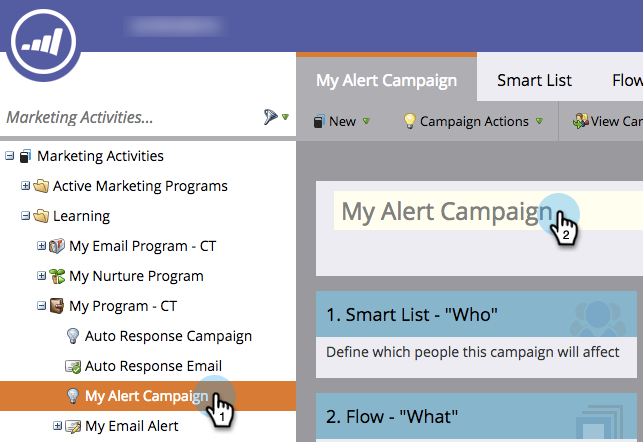 My Alert Campaign
Smart List
Flow
Marketing Activities...
New
Campaign Actions
View Car
Marketing Activities
Active Marketing Programs
Learning
My Email Program - CT
My Nurture Program
My Program - CT
Auto Response Campaign
Auto Response Email
My Alert Campaign
1
My Email Alert
My Alert Campaign
2
1. Smart List - "Who"
Define which people this campaign will affect
2. Flow - "What"